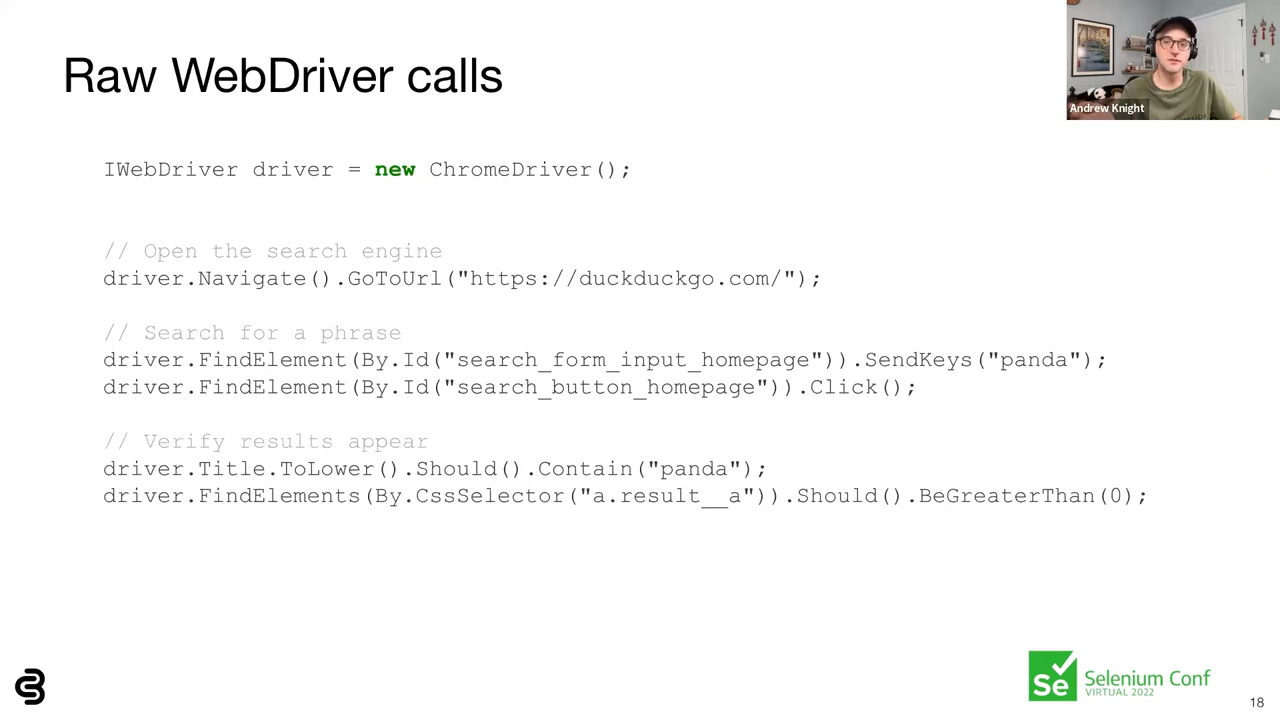 Raw WebDriver calls
Andrew Knight
IWebDriver driver = new ChromeDriver();
// Open the search engine
driver.Navigate().GoToUrl("https://duckduckgo.com/");
// Search for a phrase
driver.FindElement(By.Id("search_form_input_homepage")).SendKeys("panda");
driver.FindElement(By.Id("search_button_homepage")).Click();
// Verify results appear
driver.Title.ToLower().Should().Contain("panda");
driver.FindElements(By.CssSelector("a.result__a")).Should().BeGreaterThan(0);
Se
Selenium Conf
VIRTUAL 2022
18